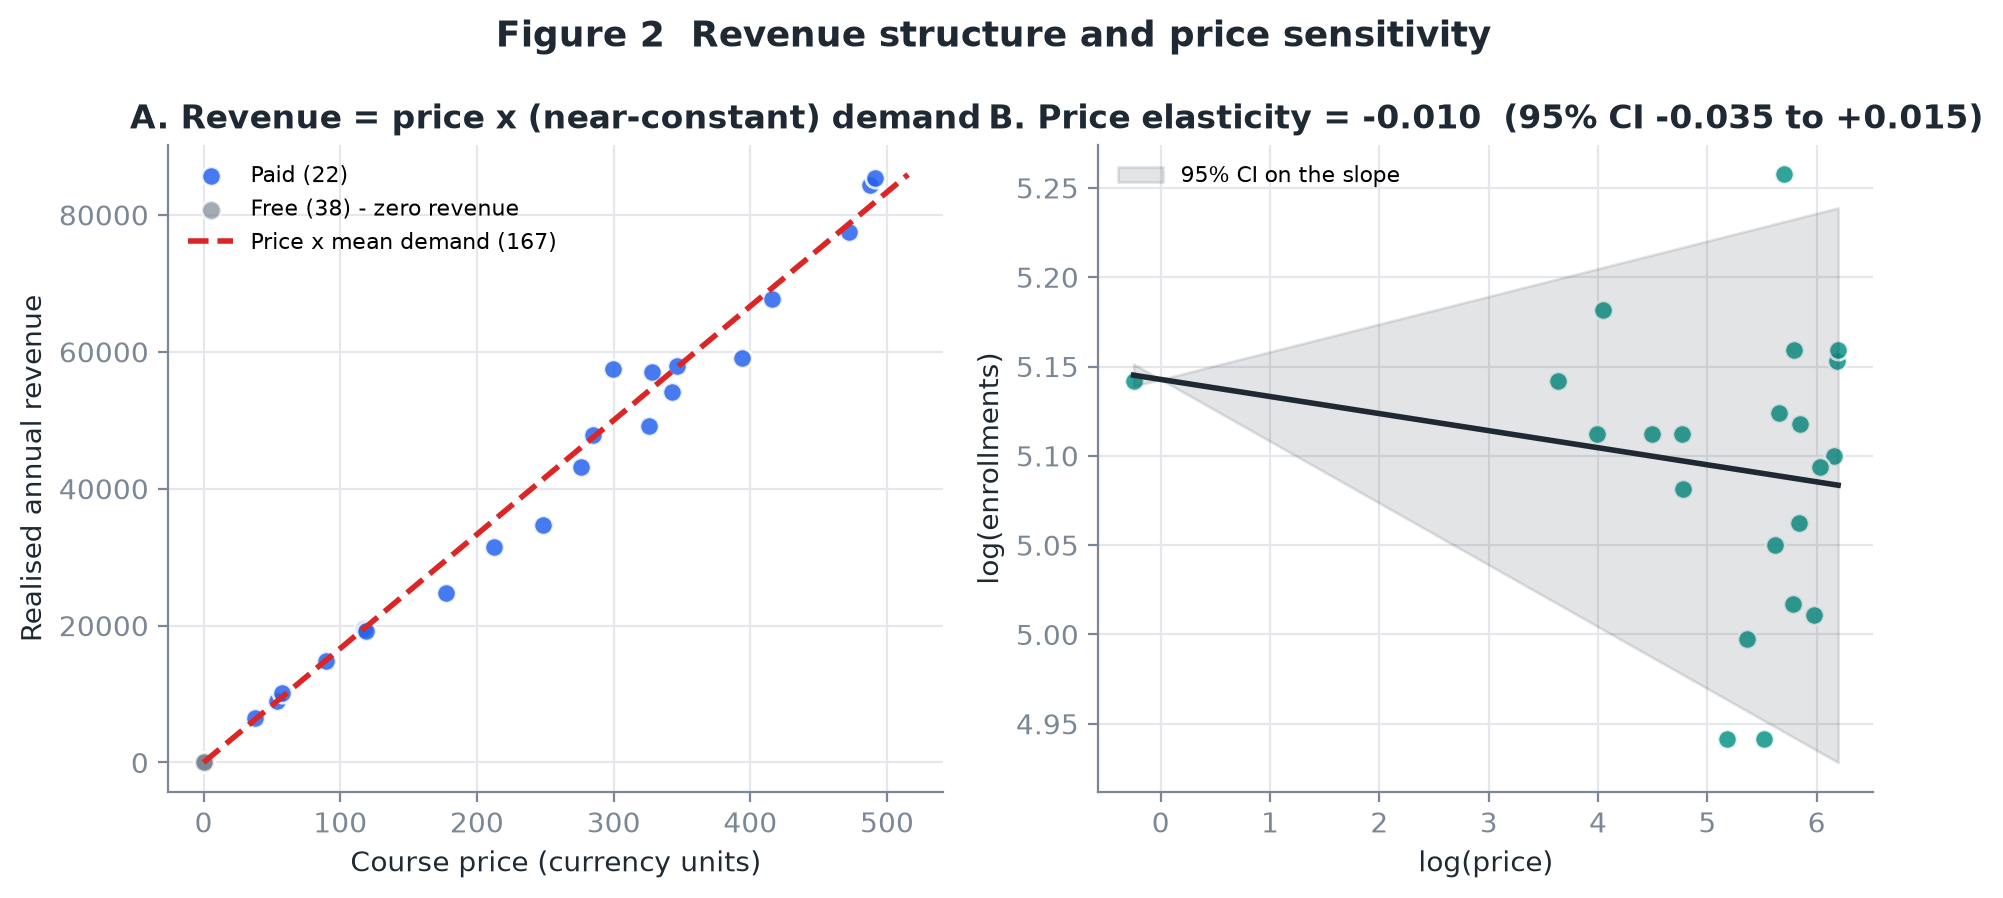 Figure 2  Revenue structure and price sensitivity
A. Revenue = price x (near-constant) demand
Paid (22)
Free (38) - zero revenue
Price x mean demand (167)
Realised annual revenue
80000
60000
40000
20000
0
0 100 200 300 400 500
Course price (currency units)
B. Price elasticity = -0.010  (95% CI -0.035 to +0.015)
95% CI on the slope
log(enrollments)
5.25
5.20
5.15
5.10
5.05
5.00
4.95
0 1 2 3 4 5 6
log(price)